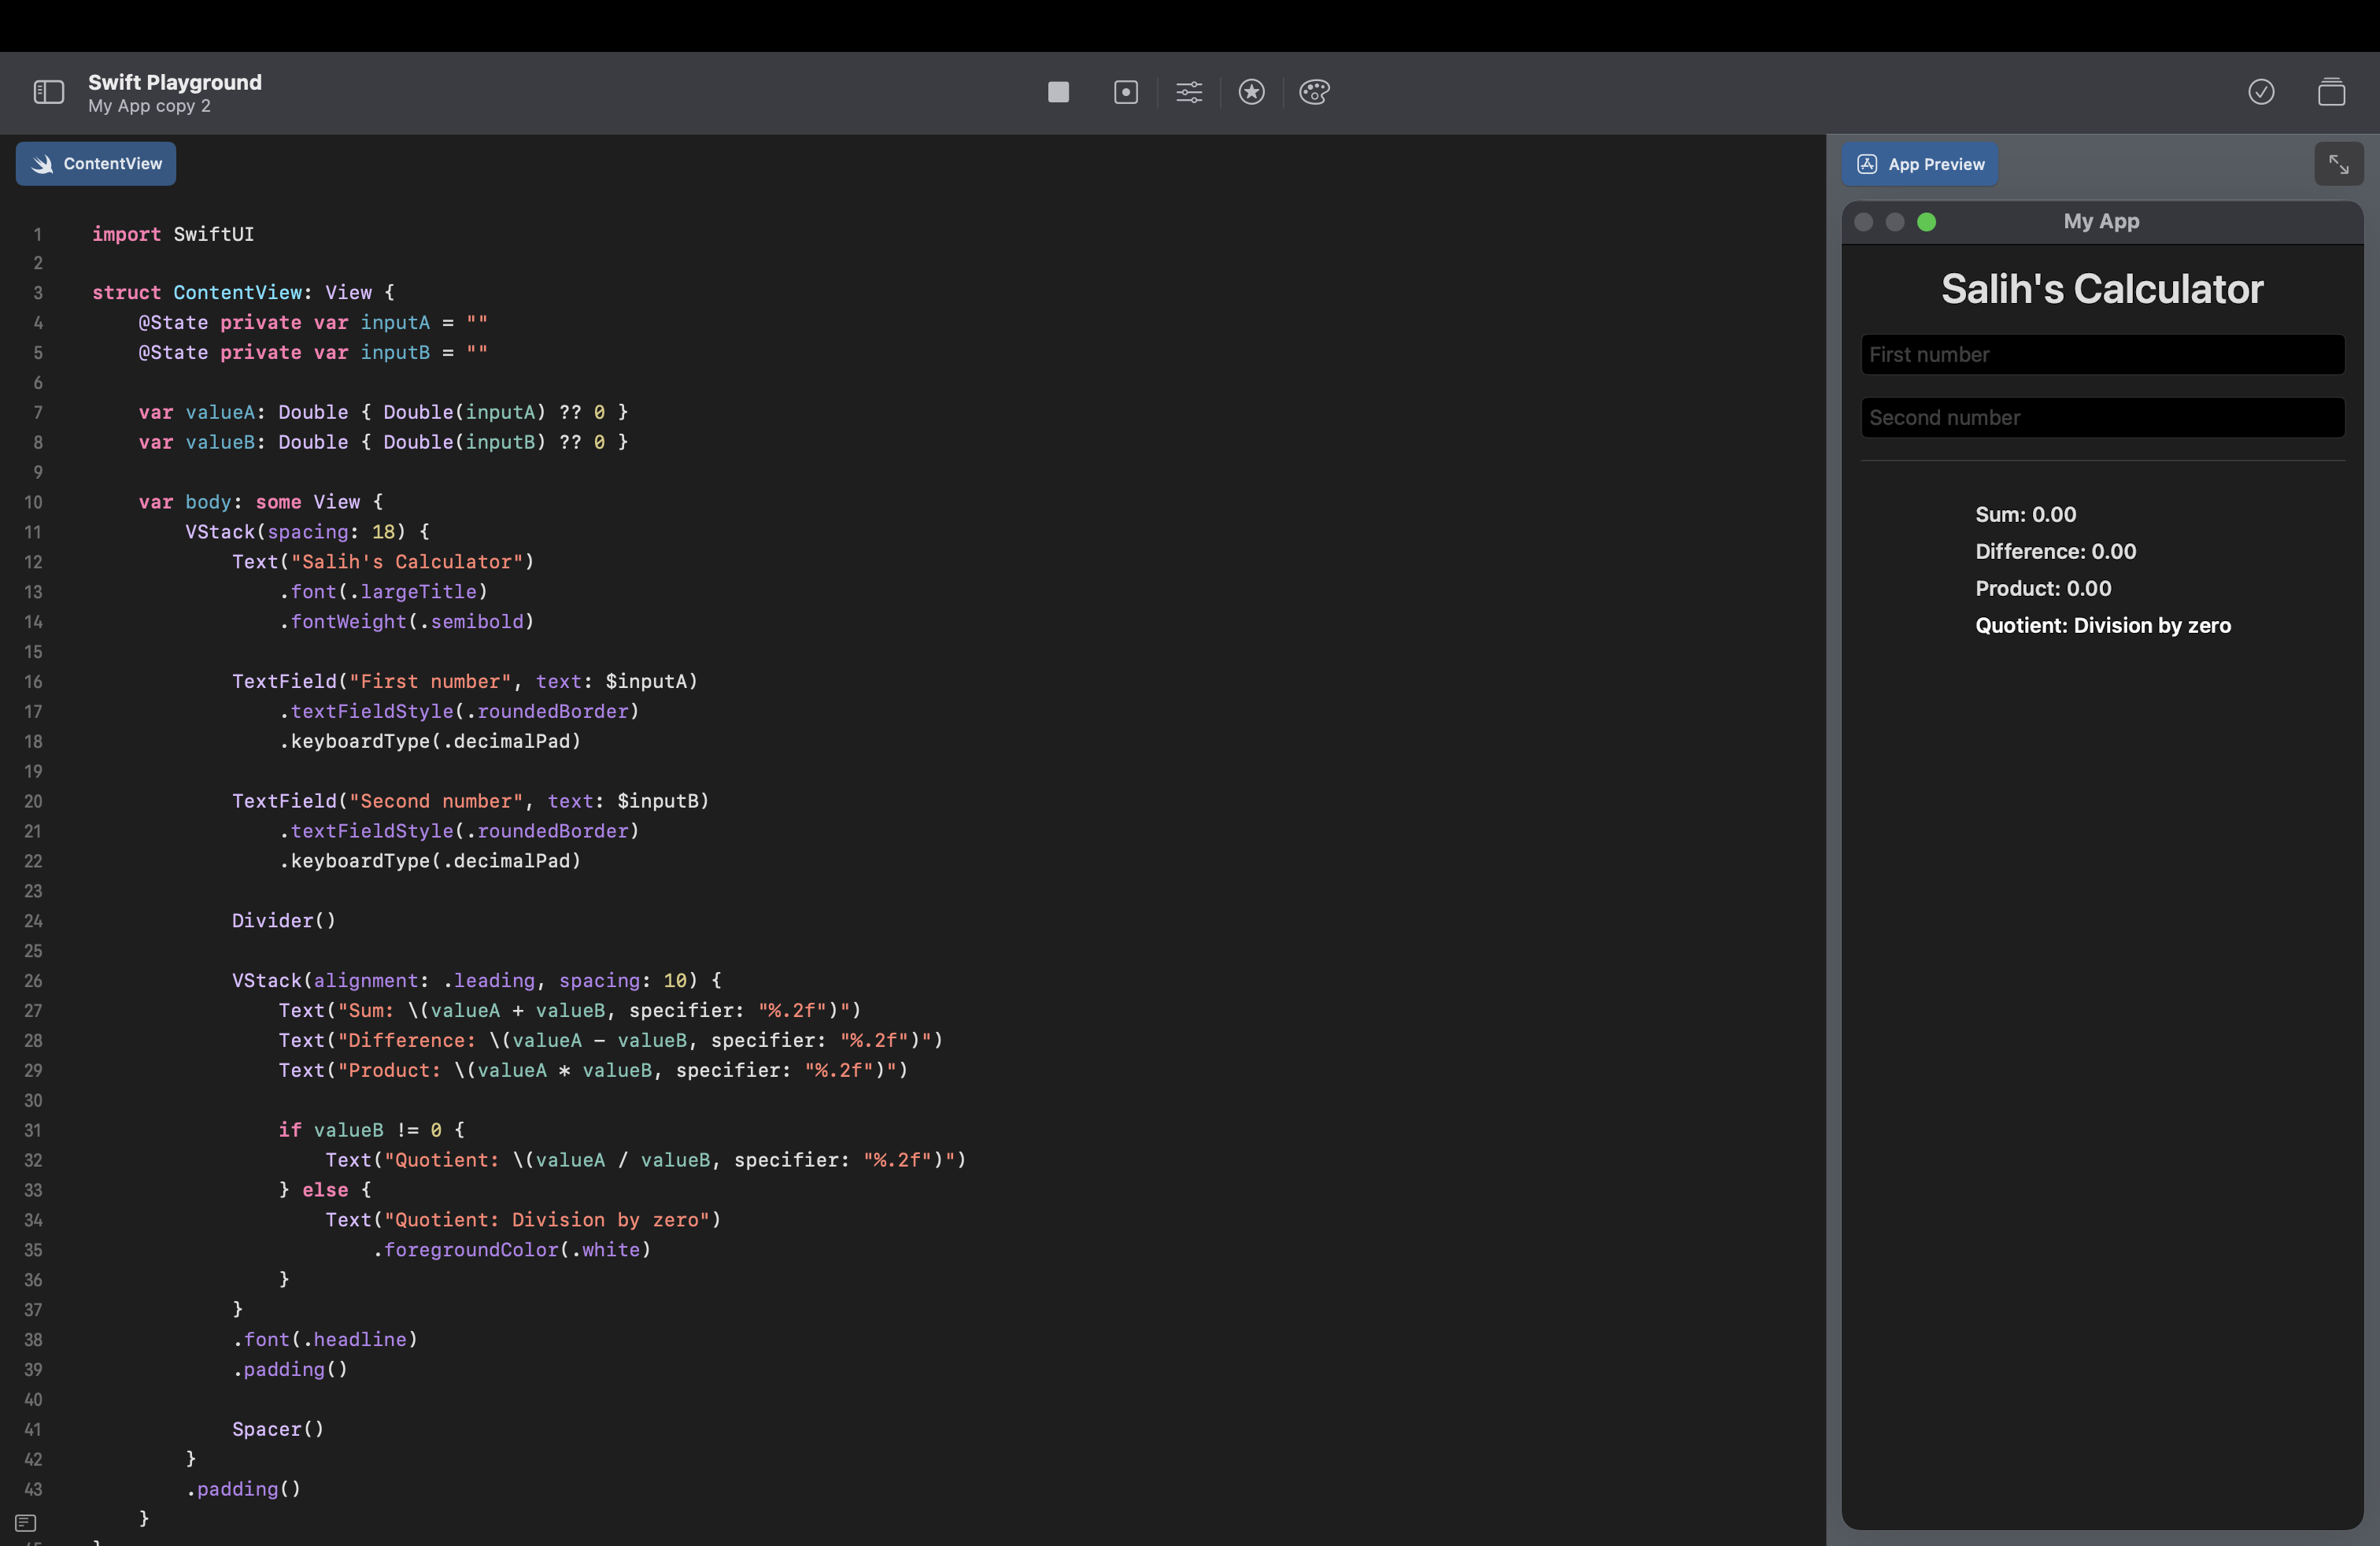 Swift Playground
My App copy 2
ContentView
1 import SwiftUI
2
3 struct ContentView: View {
4 @State private var inputA = ""
5 @State private var inputB = ""
6
7 var valueA: Double { Double(inputA) ?? 0 }
8 var valueB: Double { Double(inputB) ?? 0 }
9
10 var body: some View {
11 VStack(spacing: 18) {
12 Text("Salih's Calculator")
13 .font(.largeTitle)
14 .fontWeight(.semibold)
15
16 TextField("First number", text: $inputA)
17 .textFieldStyle(.roundedBorder)
18 .keyboardType(.decimalPad)
19
20 TextField("Second number", text: $inputB)
21 .textFieldStyle(.roundedBorder)
22 .keyboardType(.decimalPad)
23
24 Divider()
25
26 VStack(alignment: .leading, spacing: 10) {
27 Text("Sum: \(valueA + valueB, specifier: "%.2f")")
28 Text("Difference: \(valueA - valueB, specifier: "%.2f")")
29 Text("Product: \(valueA * valueB, specifier: "%.2f")")
30
31 if valueB != 0 {
32 Text("Quotient: \(valueA / valueB, specifier: "%.2f")")
33 } else {
34 Text("Quotient: Division by zero")
35 .foregroundColor(.white)
36 }
37 }
38 .font(.headline)
39 .padding()
40
41 Spacer()
42 }
43 .padding()
}
App Preview
My App
Salih's Calculator
First number
Second number
Sum: 0.00
Difference: 0.00
Product: 0.00
Quotient: Division by zero